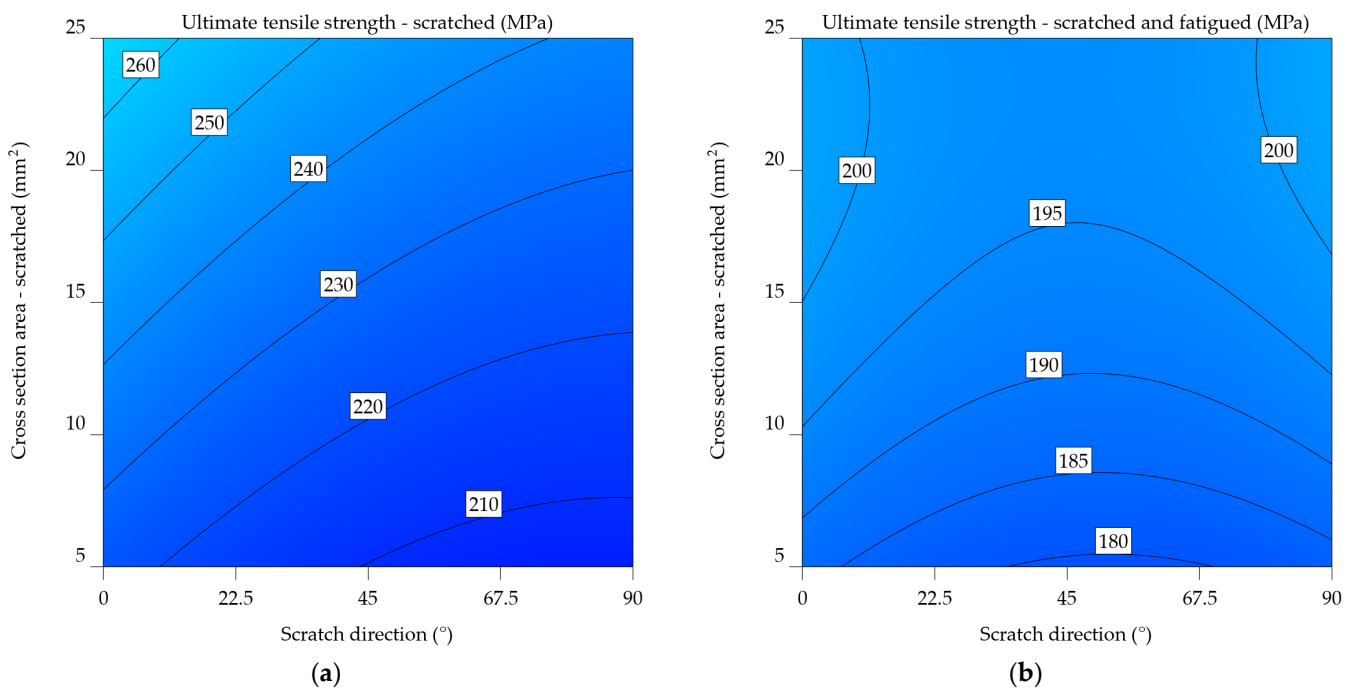 Ultimate tensile strength - scratched (MPa)
25
20
15
10
5
260
250
240
230
220
210
0 22.5 45 67.5 90
Cross section area - scratched (mm²)
Scratch direction (°)
(a)
Ultimate tensile strength - scratched and fatigued (MPa)
25
20
15
10
5
200
200
195
190
185
180
0 22.5 45 67.5 90
Cross section area - scratched (mm²)
Scratch direction (°)
(b)